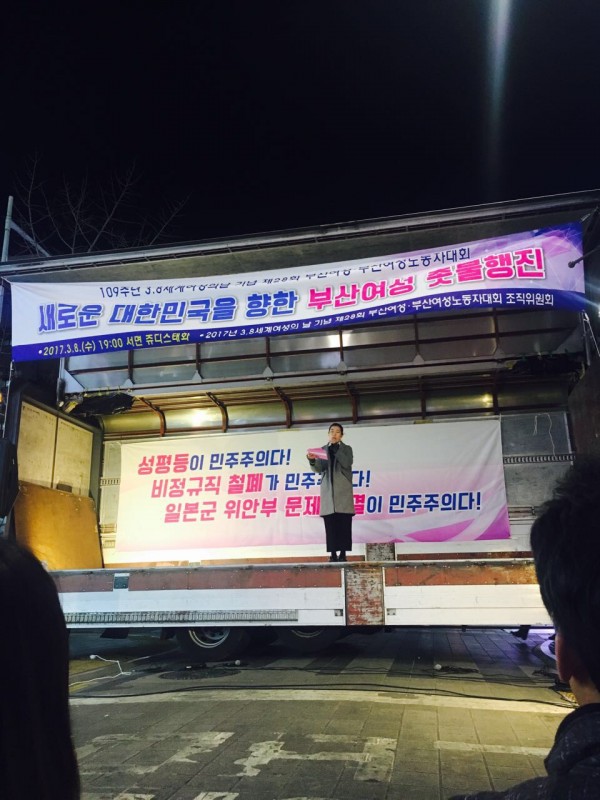 109주년 3.8세계여성의날 기념 제28회 부산여성·부산여성노동자대회
새로운 대한민국을 향한 부산여성 촛불행진
•2017.3.8.(수) 19:00 서면 쥬디스태화 •2017년 3.8세계여성의 날 기념 제28회 부산여성·부산여성노동자대회 조직위원회
성평등이 민주주의다!
비정규직 철폐가 민주주의다!
일본군 위안부 문제 이 민주주의다!